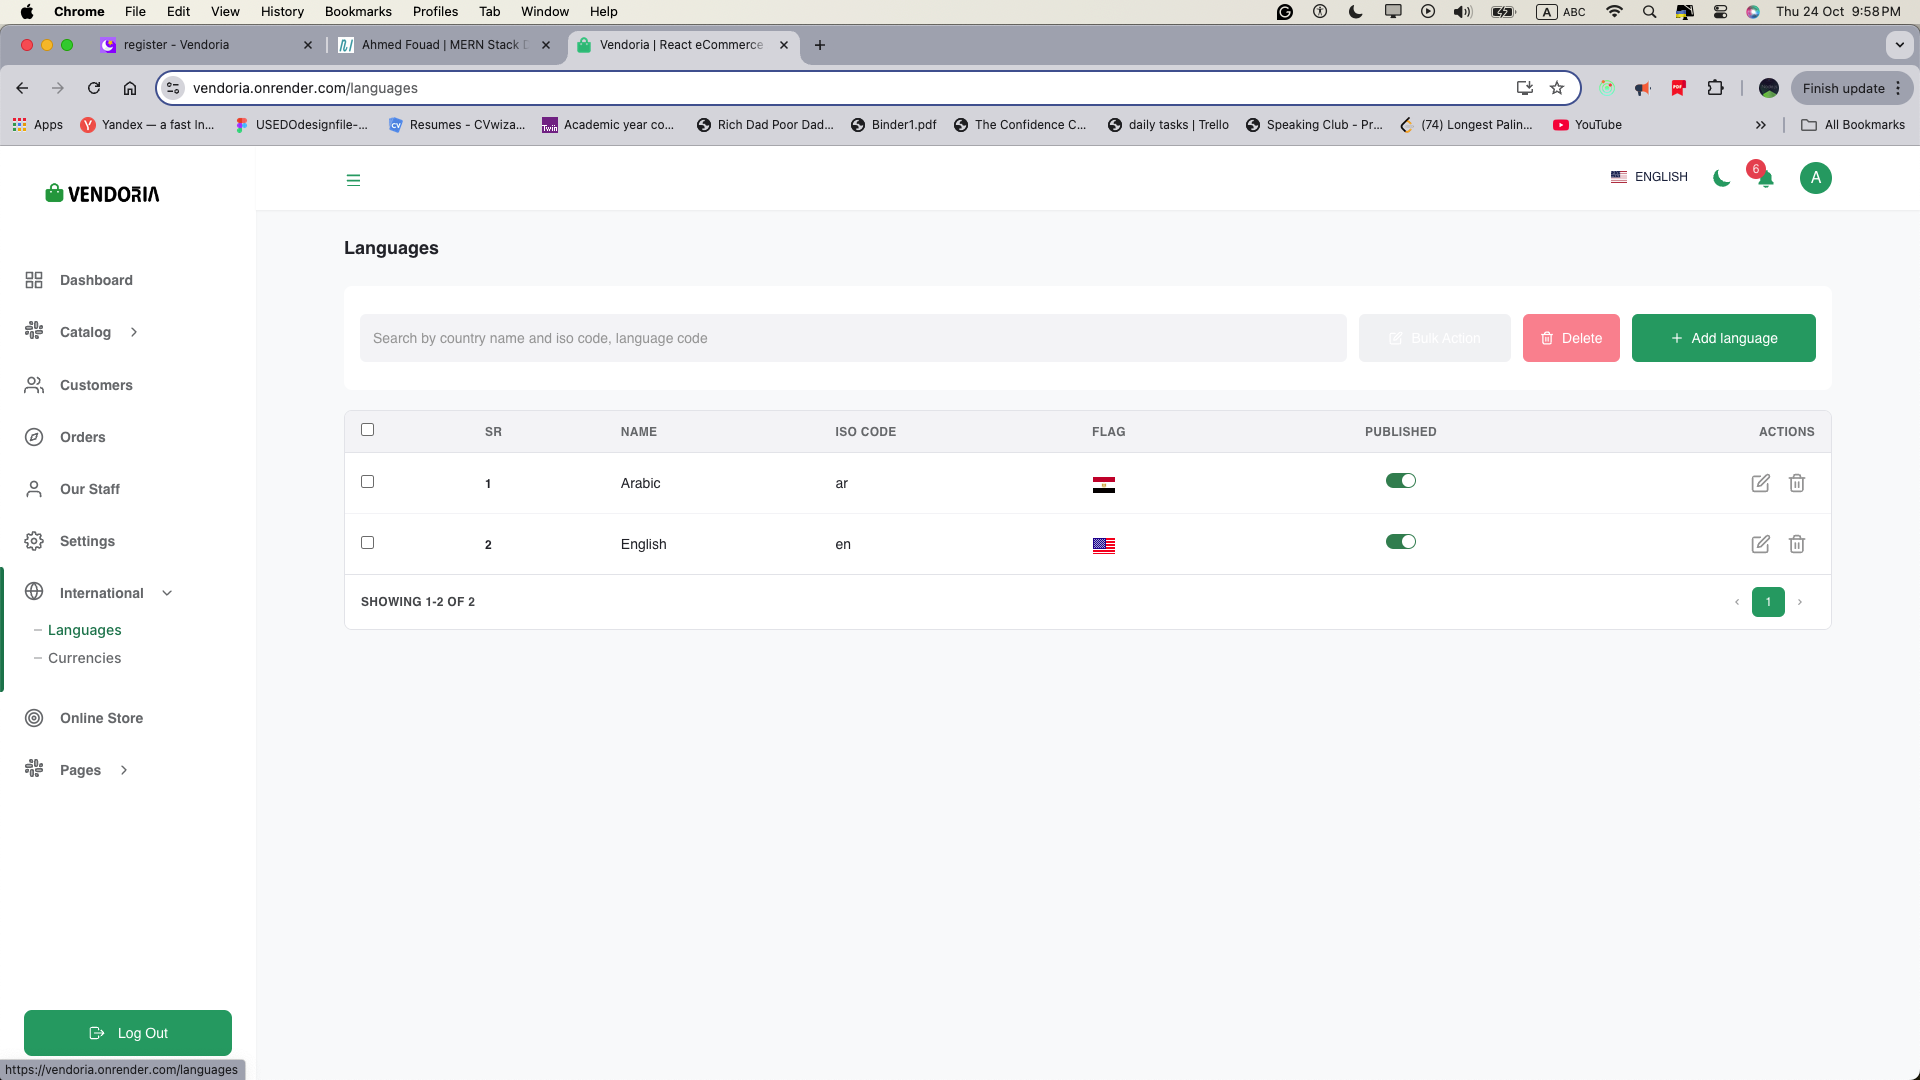 Chrome File Edit View History Bookmarks Profiles Tab Window Help A ABC Thu 24 Oct 9:58 PM
register - Vendoria Ahmed Fouad | MERN Stack D Vendoria | React eCommerce
vendoria.onrender.com/languages Finish update
Apps Yandex — a fast In... USEDOdesignfile-... Resumes - CVwiza... Academic year co... Rich Dad Poor Dad... Binder1.pdf The Confidence C... daily tasks | Trello Speaking Club - Pr... (74) Longest Palin... YouTube » All Bookmarks
VENDORIA
ENGLISH 6 A
Languages
Dashboard
Catalog
Customers
Orders
Our Staff
Settings
International
– Languages
– Currencies
Online Store
Pages
Log Out
Search by country name and iso code, language code Bulk Action Delete + Add language
SR NAME ISO CODE FLAG PUBLISHED ACTIONS
1 Arabic ar
2 English en
SHOWING 1-2 OF 2 1
https://vendoria.onrender.com/languages